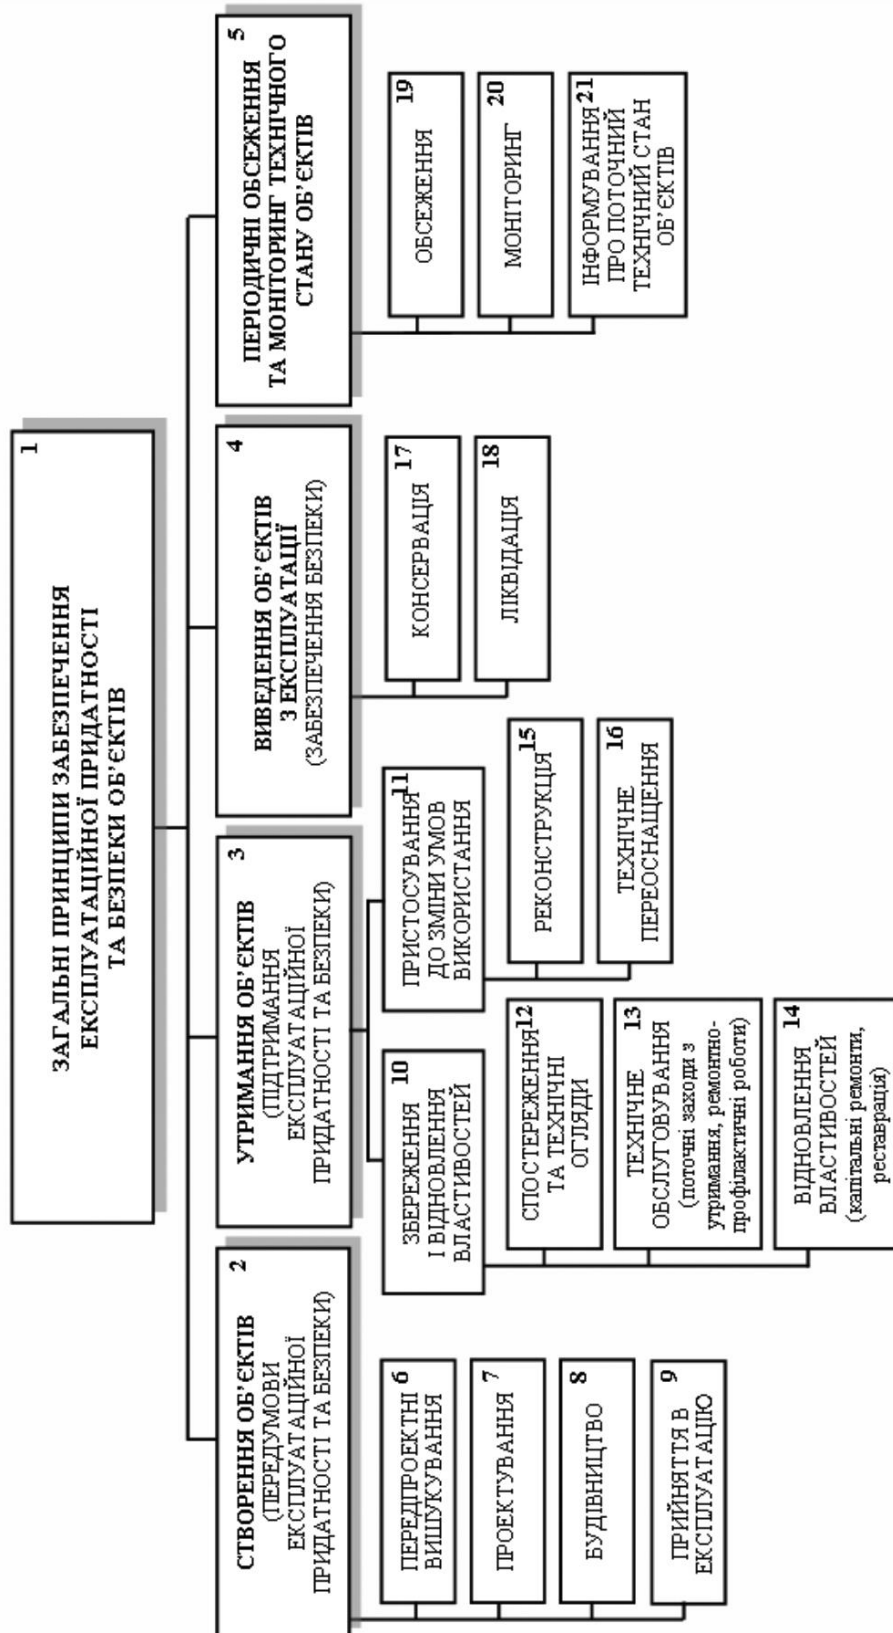 1
ЗАГАЛЬНІ ПРИНЦИПИ ЗАБЕЗПЕЧЕННЯ
ЕКСПЛУАТАЦІЙНОЇ ПРИДАТНОСТІ
ТА БЕЗПЕКИ ОБ’ЄКТІВ
2
СТВОРЕННЯ ОБ’ЄКТІВ
(ПЕРЕДУМОВИ
ЕКСПЛУАТАЦІЙНОЇ
ПРИДАТНОСТІ ТА БЕЗПЕКИ)
6
ПЕРЕДПРОЕКТНІ
ВИШУКУВАННЯ
7
ПРОЕКТУВАННЯ
8
БУДІВНИЦТВО
9
ПРИЙНЯТТЯ В
ЕКСПЛУАТАЦІЮ
3
УТРИМАННЯ ОБ’ЄКТІВ
(ПІДТРИМАННЯ
ЕКСПЛУАТАЦІЙНОЇ
ПРИДАТНОСТІ ТА БЕЗПЕКИ)
10
ЗБЕРЕЖЕННЯ
І ВІДНОВЛЕННЯ
ВЛАСТИВОСТЕЙ
12
СПОСТЕРЕЖЕННЯ
ТА ТЕХНІЧНІ
ОГЛЯДИ
13
ТЕХНІЧНЕ
ОБСЛУГОВУВАННЯ
(поточні заходи з
утримання, ремонтно-
профілактичні роботи)
14
ВІДНОВЛЕННЯ
ВЛАСТИВОСТЕЙ
(капітальні ремонти,
реставрація)
11
ПРИСТОСУВАННЯ
ДО ЗМІНИ УМОВ
ВИКОРИСТАННЯ
15
РЕКОНСТРУКЦІЯ
16
ТЕХНІЧНЕ
ПЕРЕОСНАЩЕННЯ
4
ВИВЕДЕННЯ ОБ’ЄКТІВ
З ЕКСПЛУАТАЦІЇ
(ЗАБЕЗПЕЧЕННЯ БЕЗПЕКИ)
17
КОНСЕРВАЦІЯ
18
ЛІКВІДАЦІЯ
5
ПЕРІОДИЧНІ ОБСЕЖЕННЯ
ТА МОНІТОРИНГ ТЕХНІЧНОГО
СТАНУ ОБ’ЄКТІВ
19
ОБСЕЖЕННЯ
20
МОНІТОРИНГ
21
ІНФОРМУВАННЯ
ПРО ПОТОЧНИЙ
ТЕХНІЧНИЙ СТАН
ОБ’ЄКТІВ